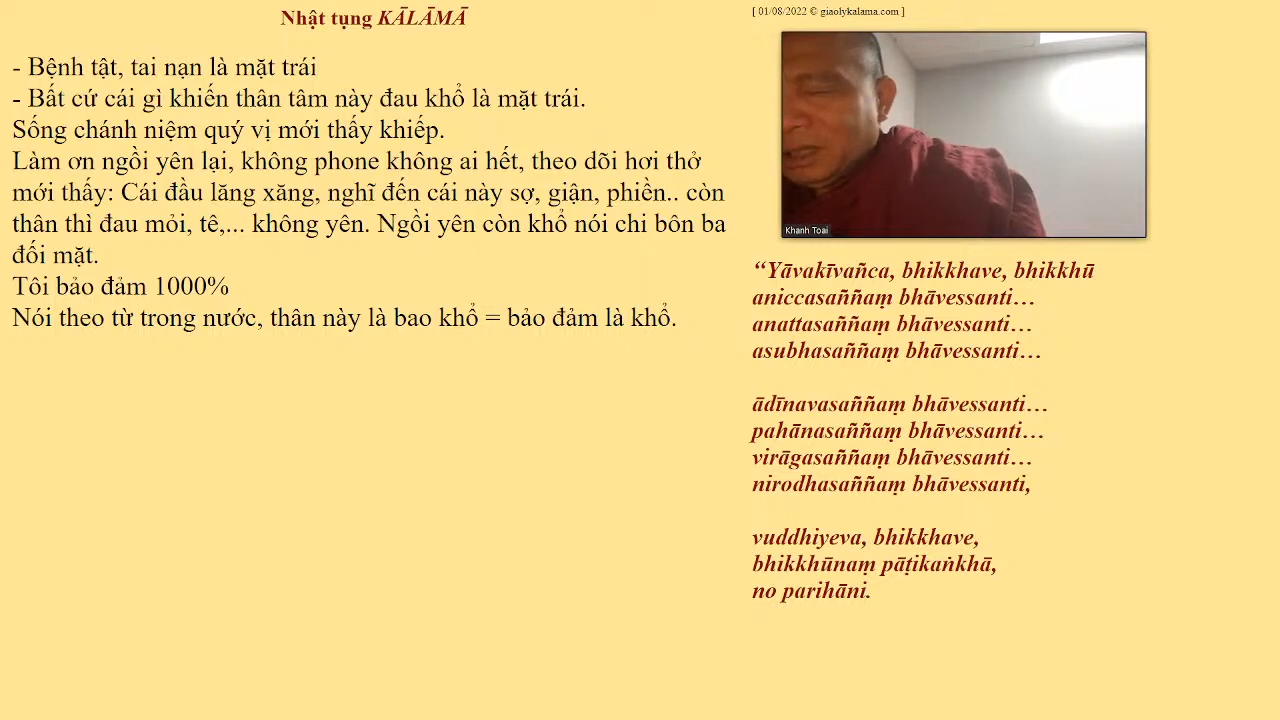 Nhật tụng KĀLĀMĀ
[ 01/08/2022 © giaolykalama.com ]
- Bệnh tật, tai nạn là mặt trái
- Bất cứ cái gì khiến thân tâm này đau khổ là mặt trái.
Sống chánh niệm quý vị mới thấy khiếp.
Làm ơn ngồi yên lại, không phone không ai hết, theo dõi hơi thở
mới thấy: Cái đầu lăng xăng, nghĩ đến cái này sợ, giận, phiền.. còn
thân thì đau mỏi, tê,... không yên. Ngồi yên còn khổ nói chi bôn ba
đối mặt.
Tôi bảo đảm 1000%
Nói theo từ trong nước, thân này là bao khổ = bảo đảm là khổ.
Khanh Toai
“Yāvakīvañca, bhikkhave, bhikkhū
aniccasaññaṃ bhāvessanti…
anattasaññaṃ bhāvessanti…
asubhasaññaṃ bhāvessanti…
ādīnavasaññaṃ bhāvessanti…
pahānasaññaṃ bhāvessanti…
virāgasaññaṃ bhāvessanti…
nirodhasaññaṃ bhāvessanti,
vuddhiyeva, bhikkhave,
bhikkhūnaṃ pāṭikaṅkhā,
no parihāni.